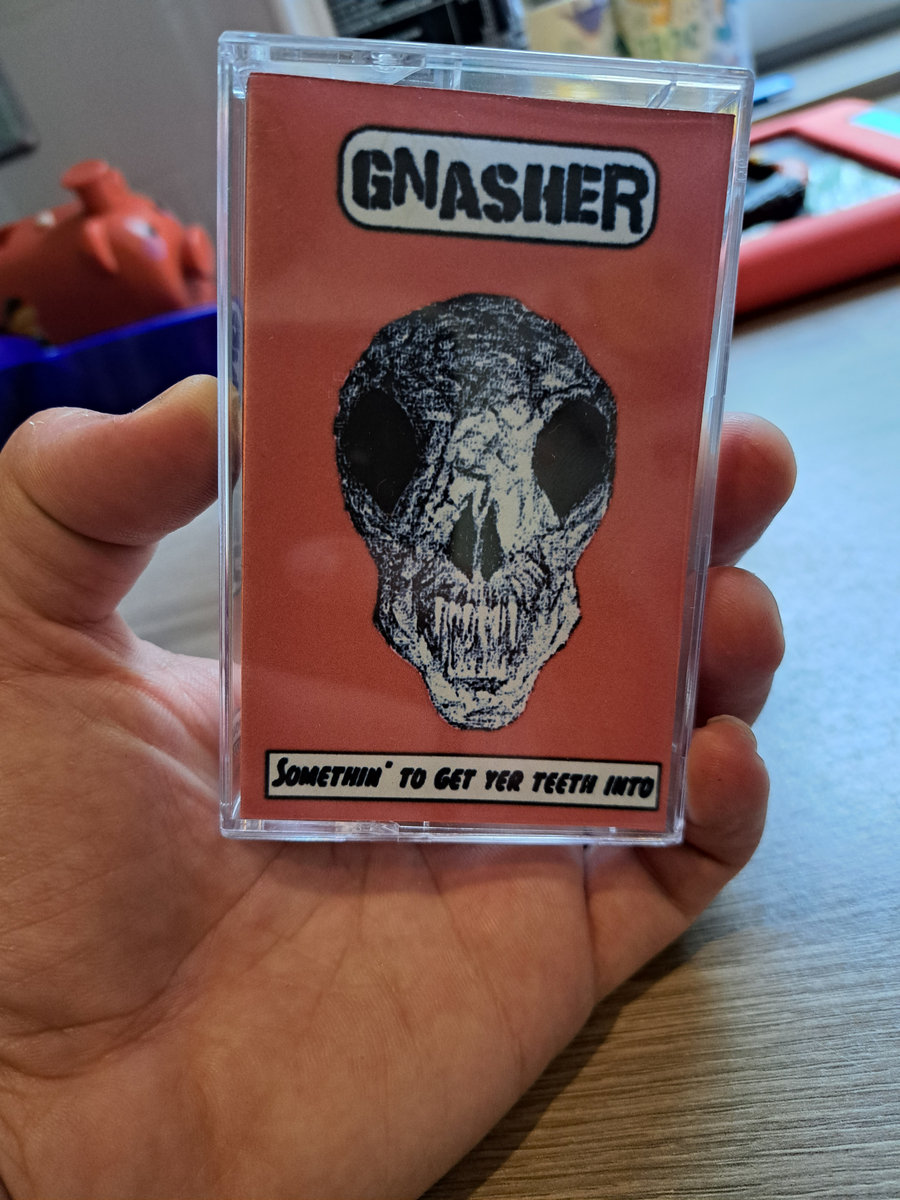 GNASHER
SOMETHIN' TO GET YER TEETH INTO